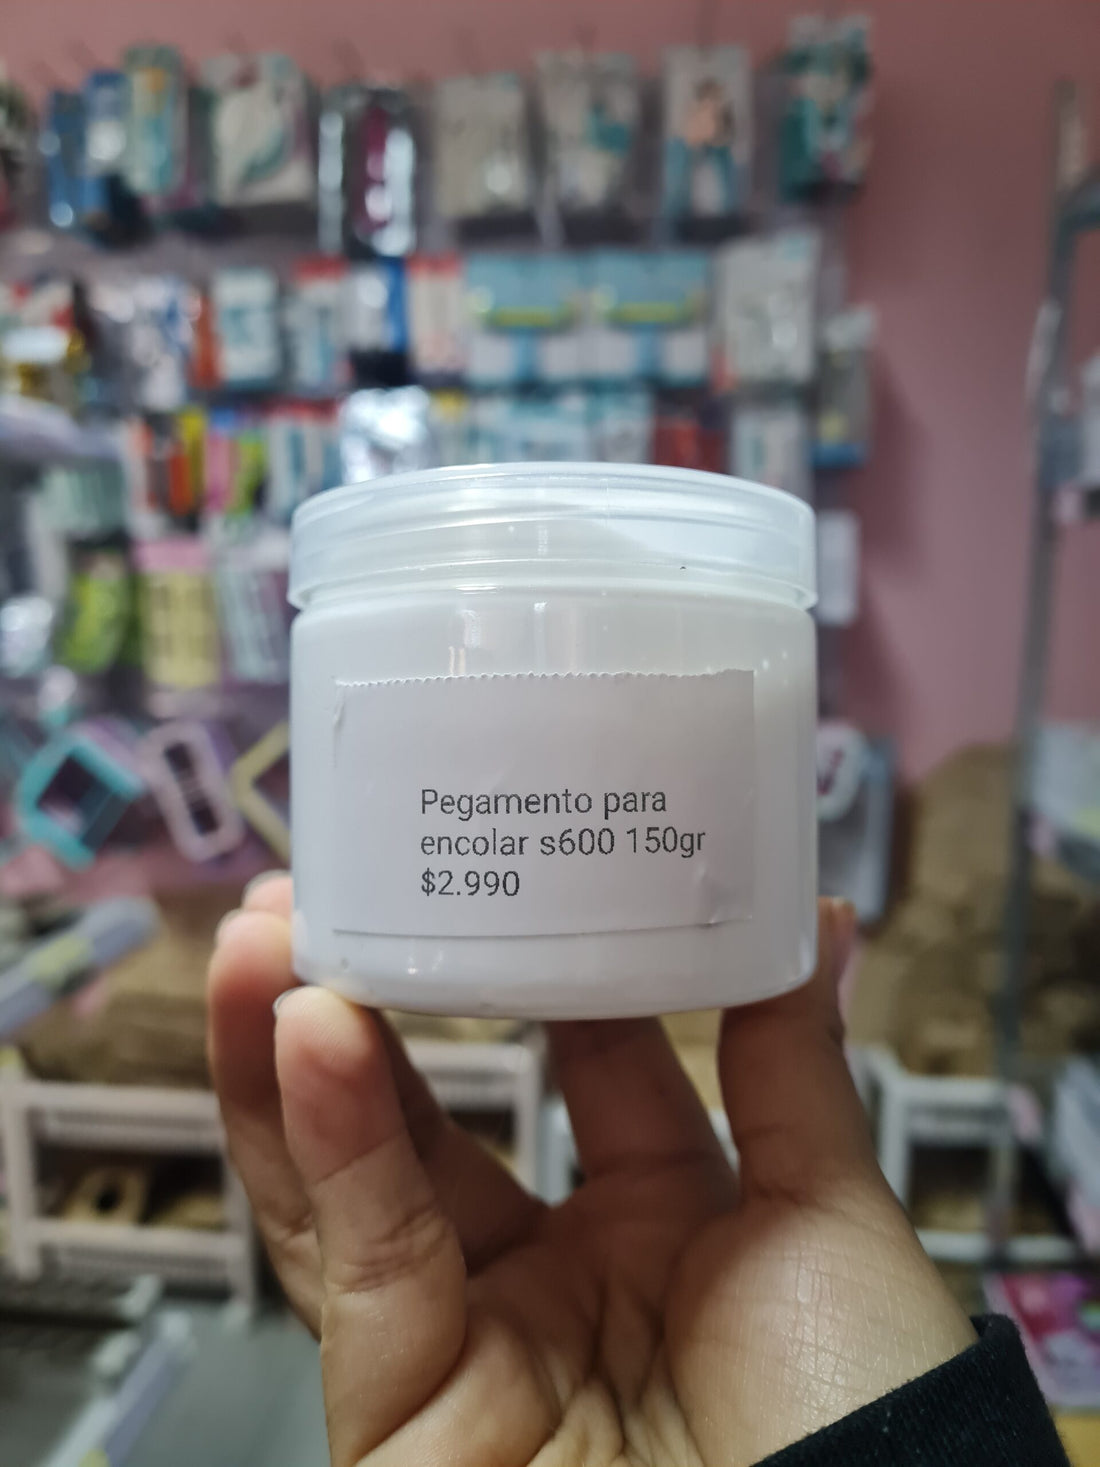 Pegamento para
encolar s600 150gr
$2.990